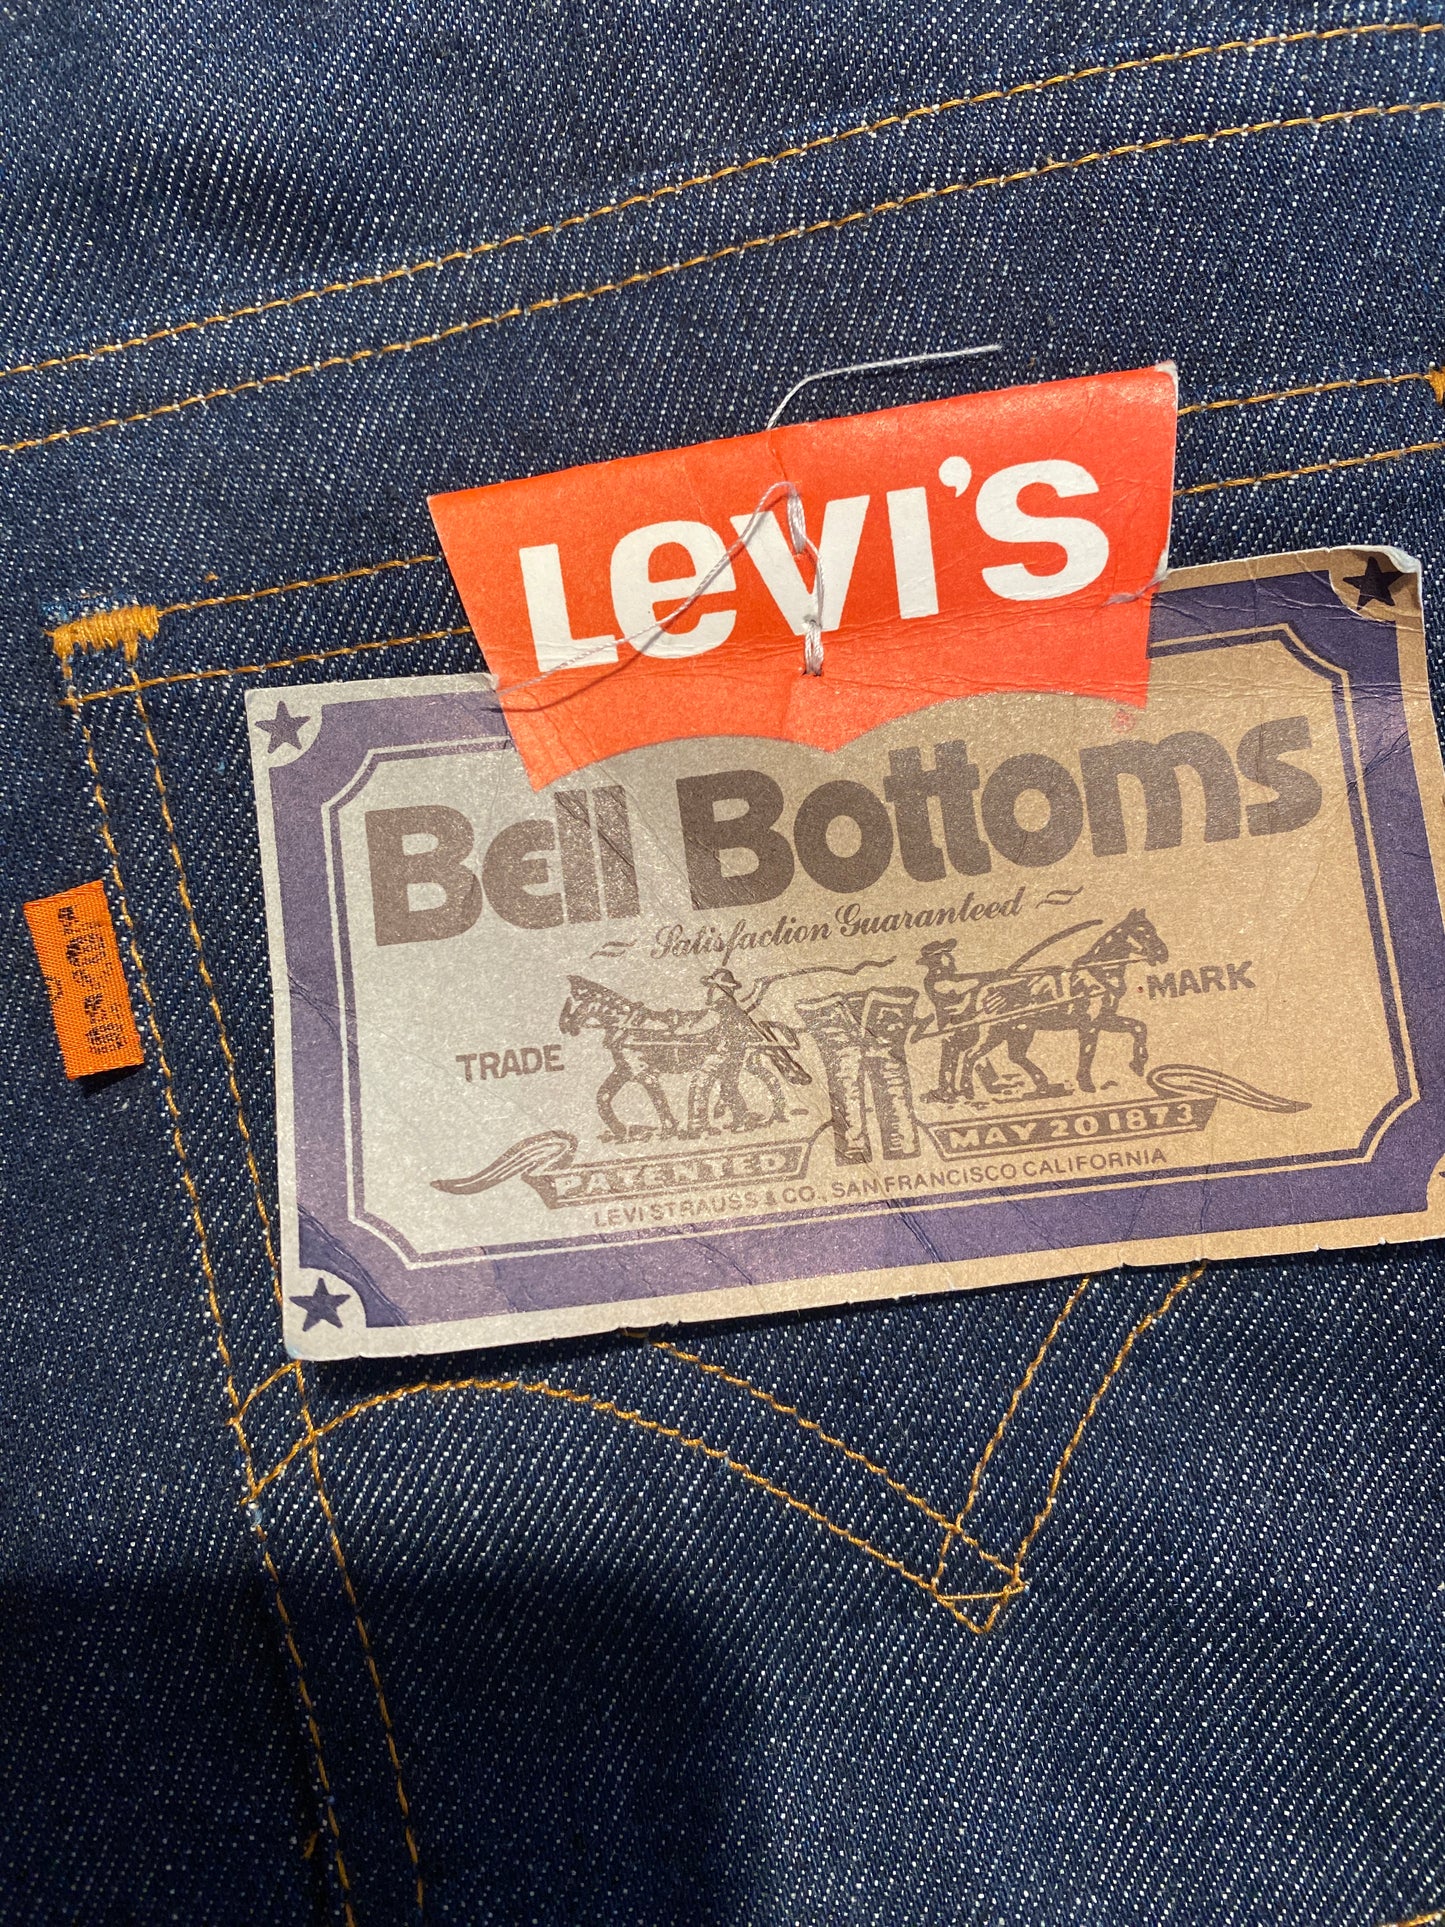 Levi's
®
Bell Bottoms
~ Satisfaction Guaranteed ~
TRADE MARK
PATENTED MAY 20 1873
LEVI STRAUSS & CO., SAN FRANCISCO CALIFORNIA